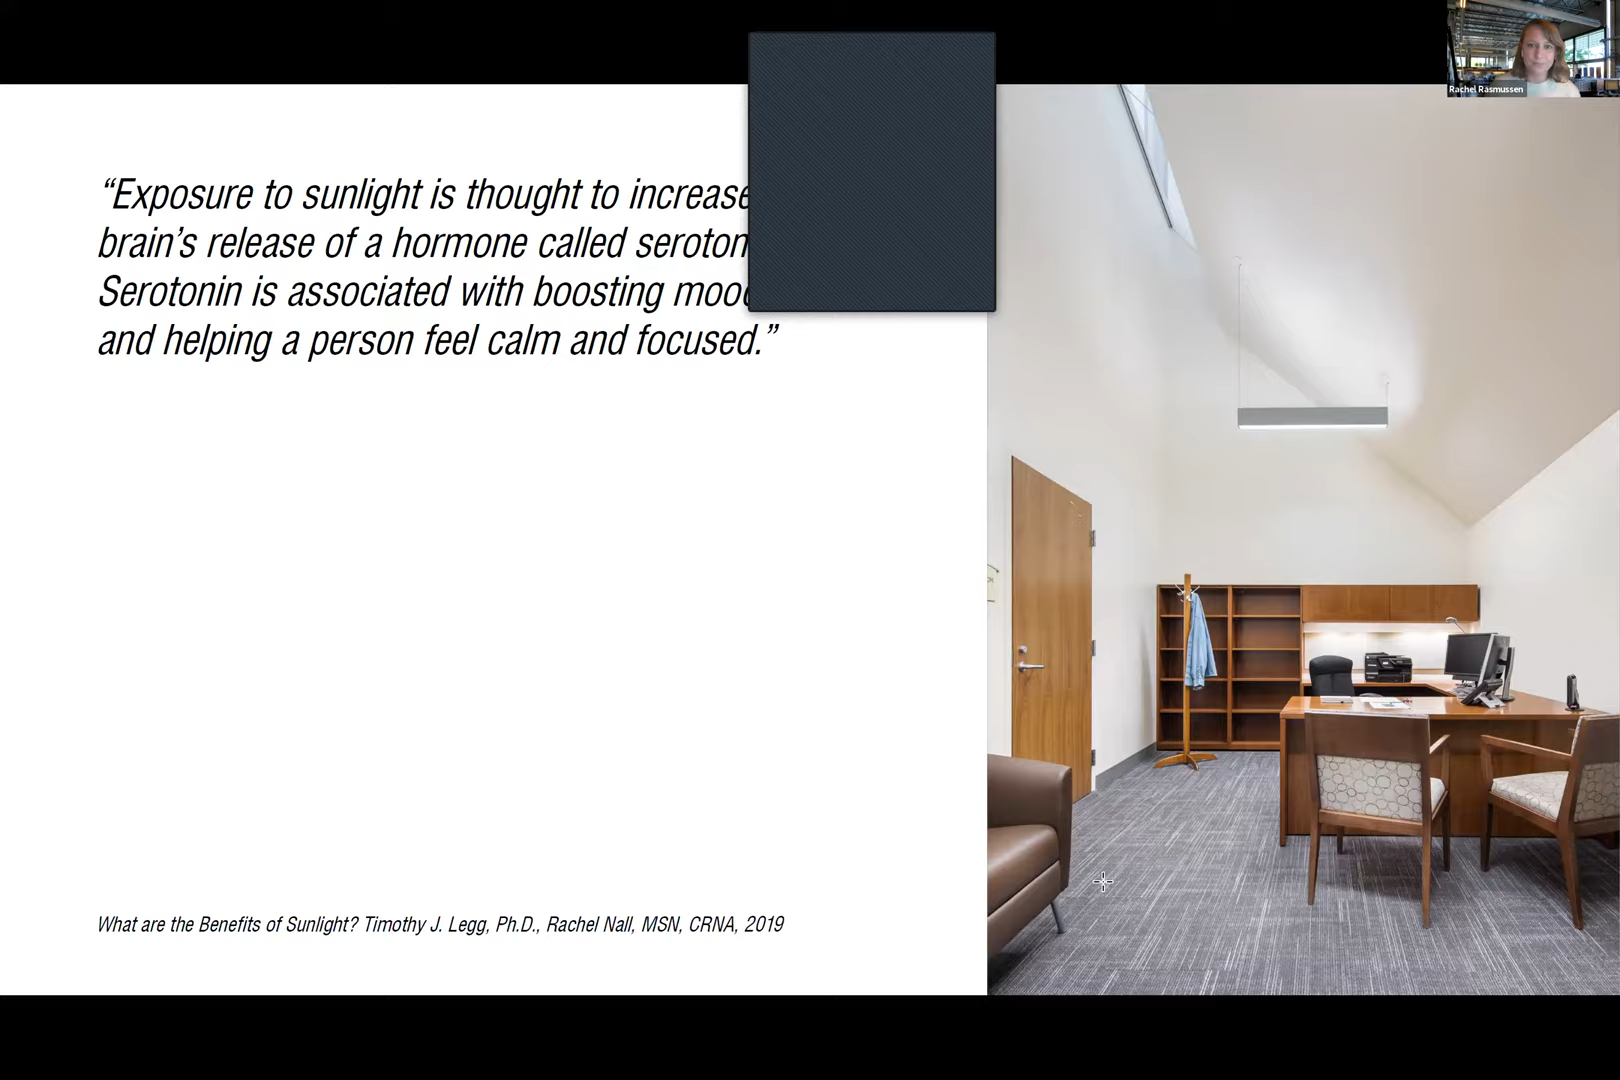 Rachel Rasmussen
“Exposure to sunlight is thought to increase
brain’s release of a hormone called
Serotonin is associated with boosting
and helping a person feel calm and focused.”
What are the Benefits of Sunlight? Timothy J. Legg, Ph.D., Rachel Nall, MSN, CRNA, 2019